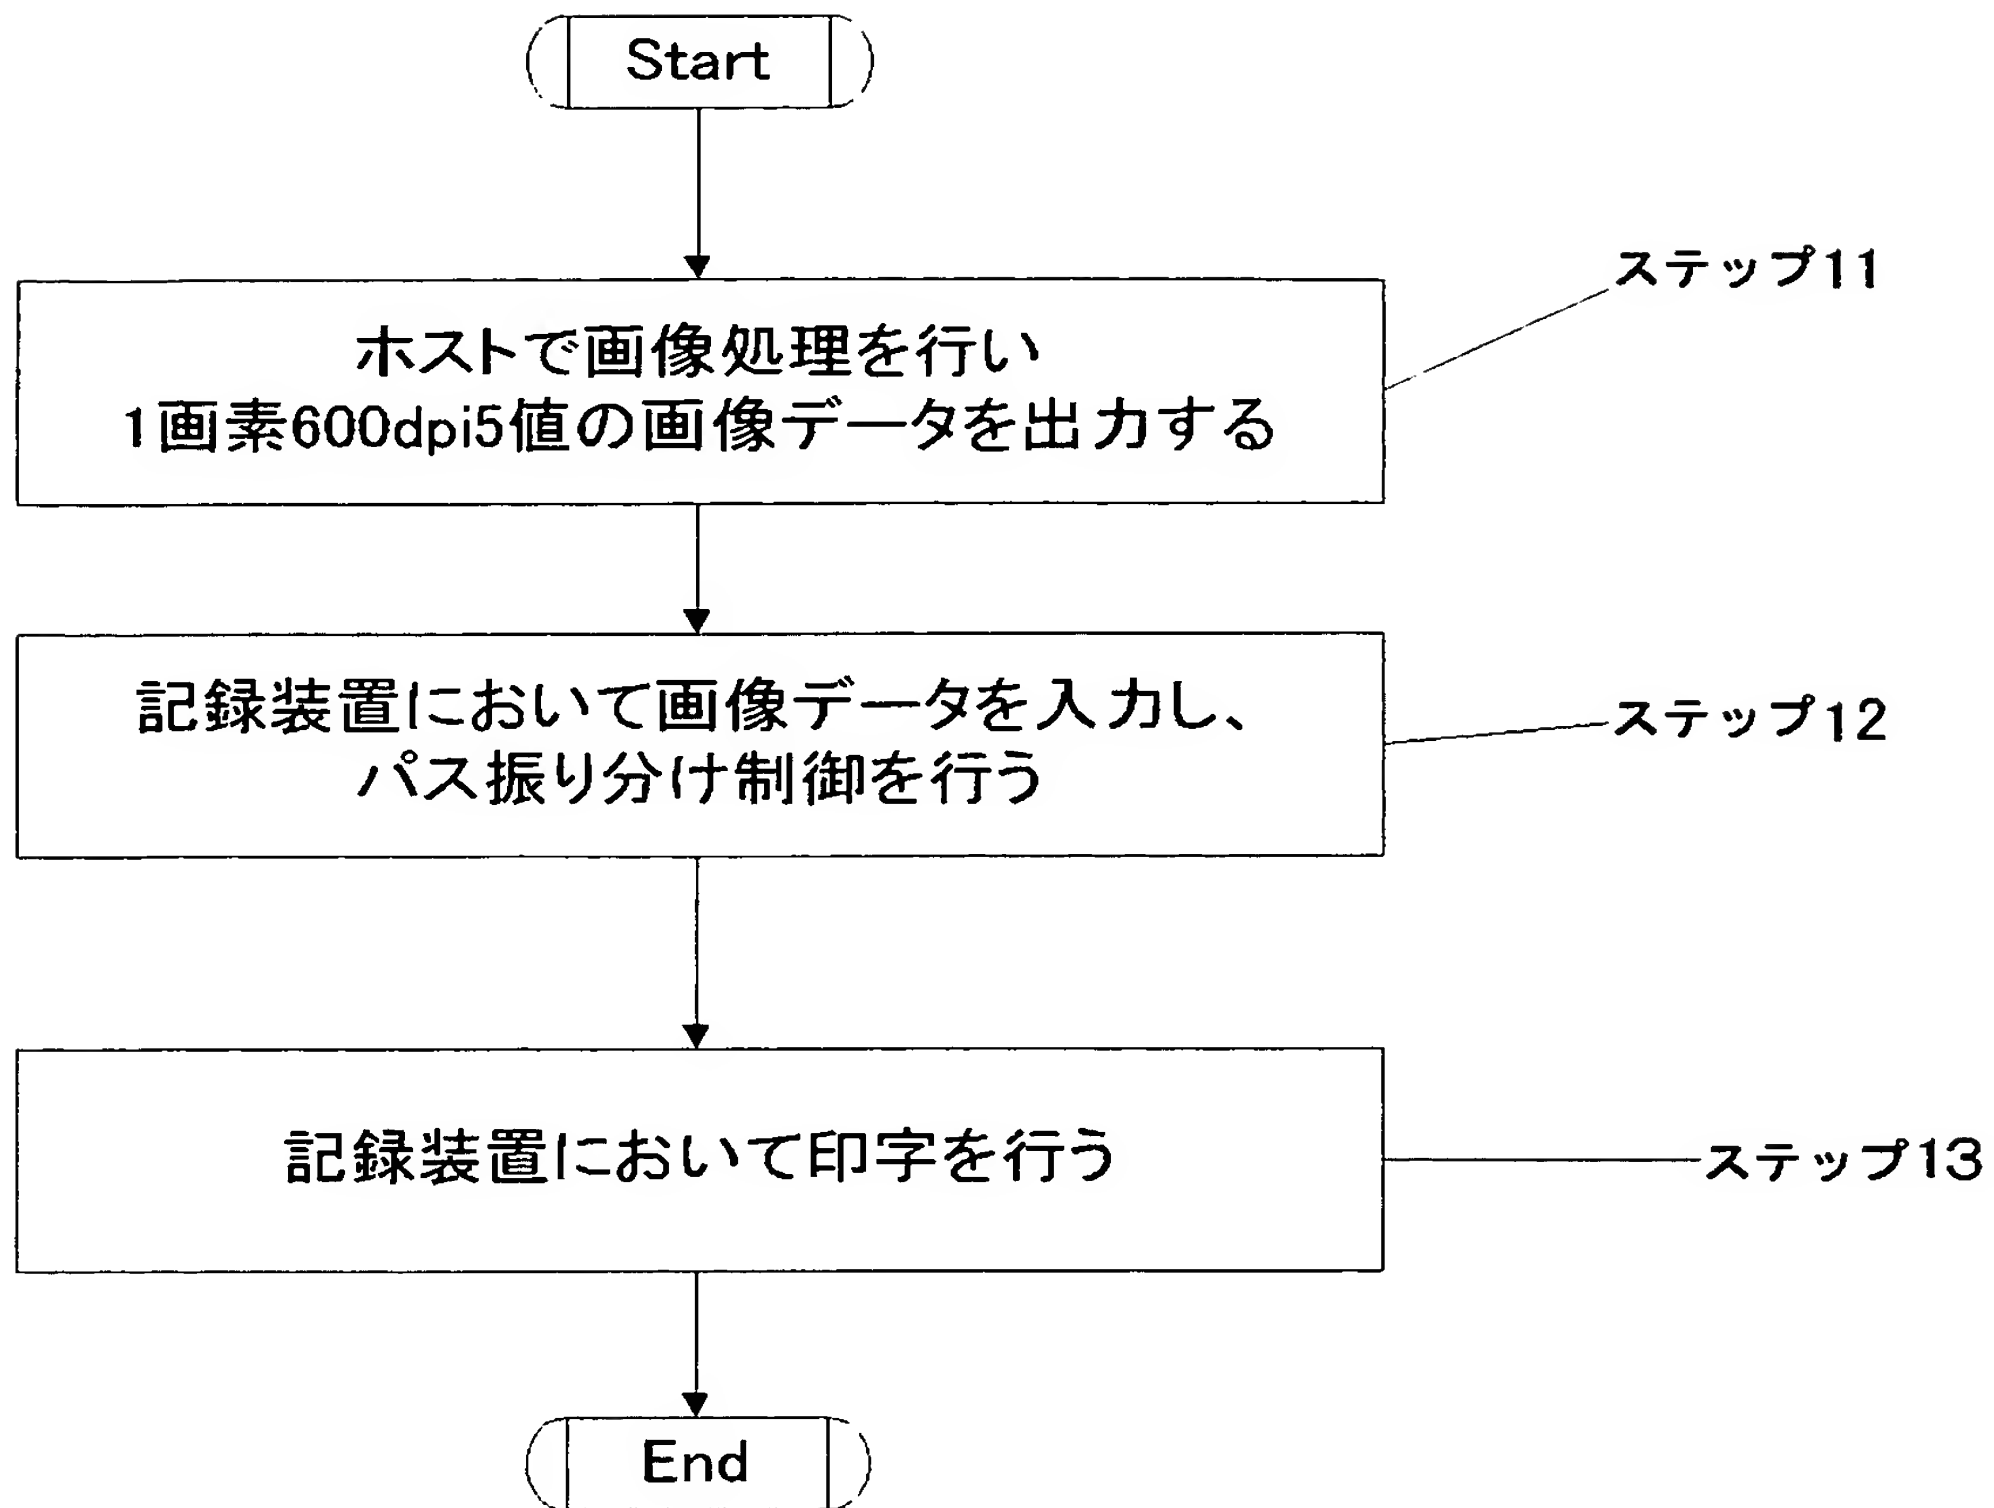 Start
ステップ11
ホストで画像処理を行い
1画素600dpi5値の画像データを出力する
記録装置において画像データを入力し、
パス振り分け制御を行う
ステップ12
記録装置において印字を行う
ステップ13
End